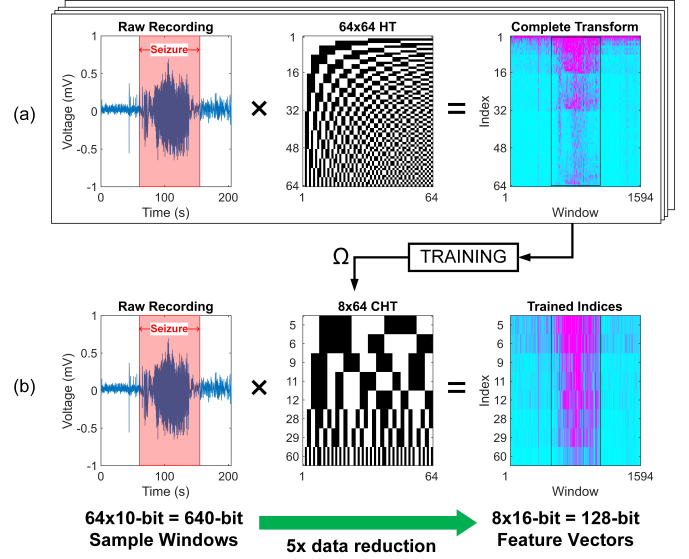 Raw Recording
64x64 HT
Complete Transform
(a)
Voltage (mV)
1
0.5
0
-0.5
-1
Seizure
0
100
200
Time (s)
×
1
16
32
48
64
1
64
=
Index
1
16
32
48
64
1
1594
Window
Ω
TRAINING
Raw Recording
8x64 CHT
Trained Indices
(b)
Voltage (mV)
1
0.5
0
-0.5
-1
Seizure
0
100
200
Time (s)
×
5
6
9
11
12
28
29
60
1
64
=
Index
5
6
9
11
12
28
29
60
1
1594
Window
64x10-bit = 640-bit
Sample Windows
5x data reduction
8x16-bit = 128-bit
Feature Vectors